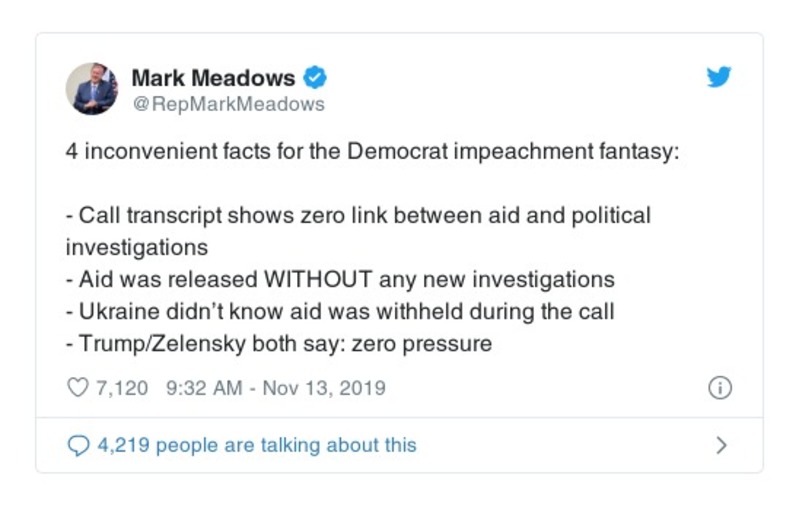 Mark Meadows
@RepMarkMeadows
4 inconvenient facts for the Democrat impeachment fantasy:
- Call transcript shows zero link between aid and political
investigations
- Aid was released WITHOUT any new investigations
- Ukraine didn’t know aid was withheld during the call
- Trump/Zelensky both say: zero pressure
7,120 9:32 AM - Nov 13, 2019
4,219 people are talking about this